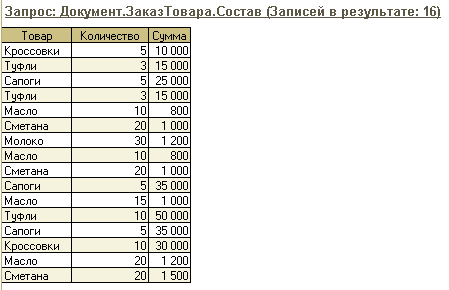 Запрос: Документ.ЗаказТовара.Состав (Записей в результате: 16)
Товар Количество Сумма
Кроссовки 5 10 000
Туфли 3 15 000
Сапоги 5 25 000
Туфли 3 15 000
Масло 10 800
Сметана 20 1 000
Молоко 30 1 200
Масло 10 800
Сметана 20 1 000
Сапоги 5 35 000
Масло 15 1 000
Туфли 10 50 000
Сапоги 5 35 000
Кроссовки 10 30 000
Масло 20 1 200
Сметана 20 1 500